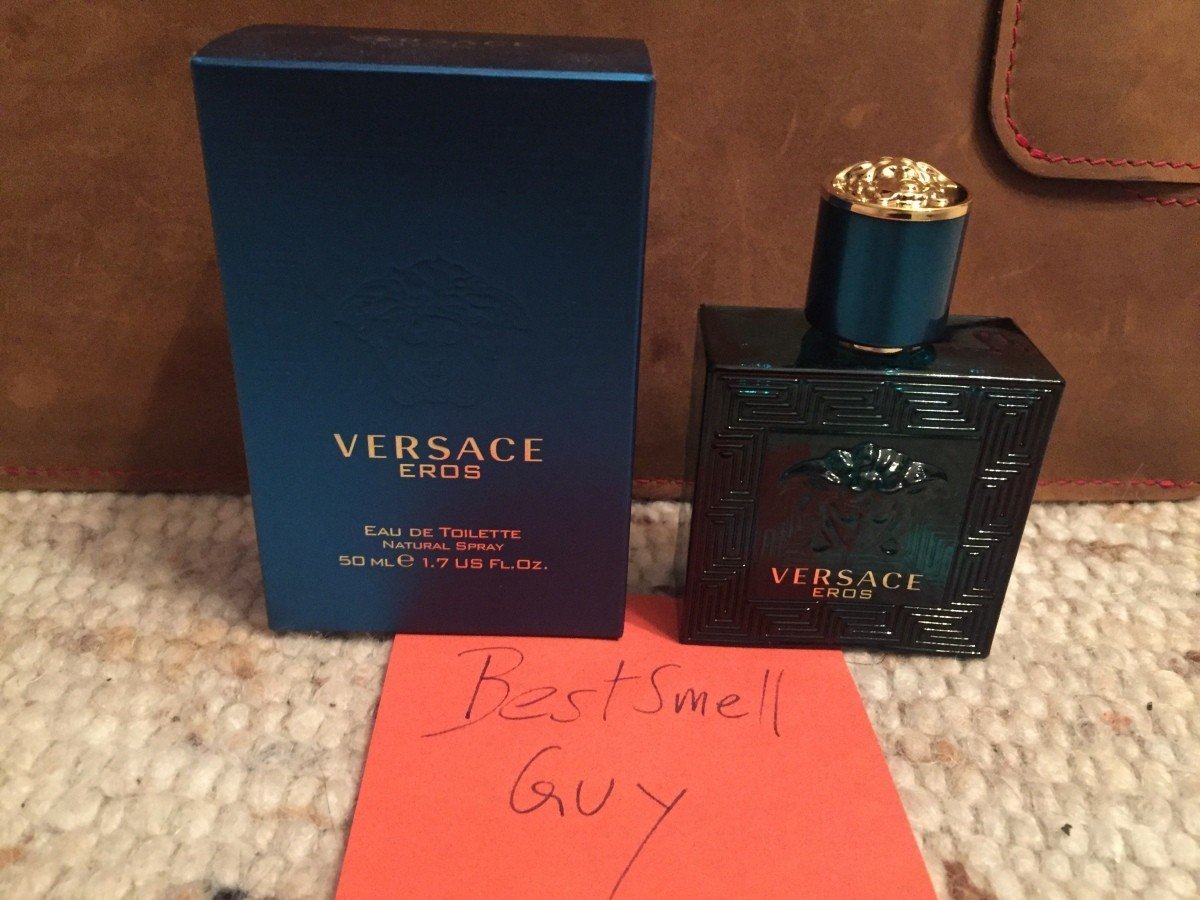 VERSACE
EROS
EAU DE TOILETTE
NATURAL SPRAY
50 ML e 1.7 US FL.OZ.
VERSACE
EROS
BestSmell
Guy